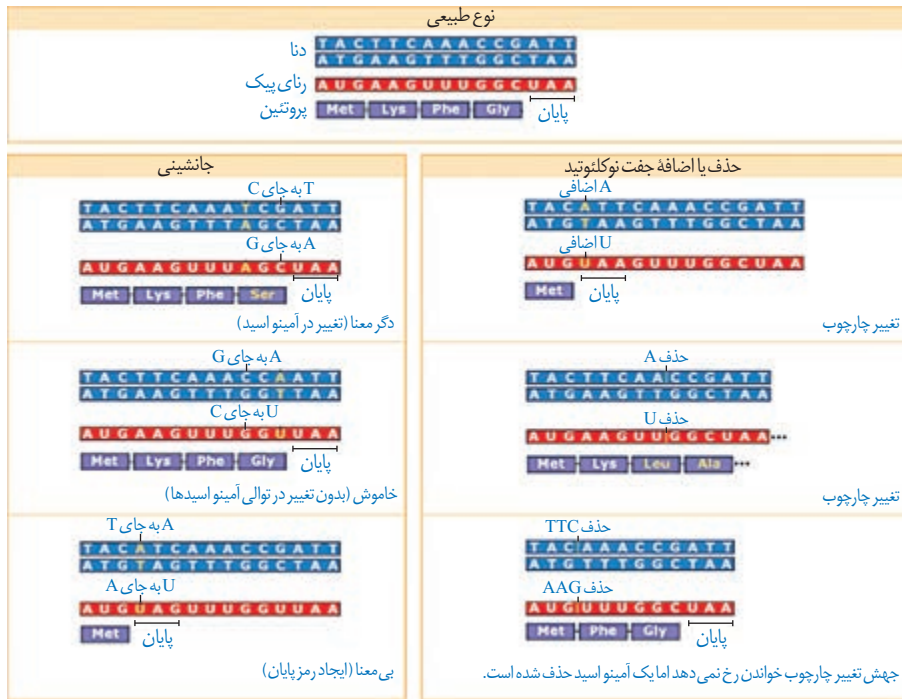 نوع طبیعی
دنا
TACTTCAAACCGATT
ATGAAGTTTGGCTAA
رنای پیک
AUGAAGUUUGGCUAA
پروتئین
Met Lys Phe Gly
پایان
حذف یا اضافهٔ جفت نوکلئوتید
A اضافی
TACATTCAAACCGATT
ATGTAAGTTTGGCTAA
U اضافی
AUGUAAGUUUGGCUAA
Met
پایان
تغییر چارچوب
حذف A
TACTTCAACCGATT
ATGAAGTTGGCTAA
حذف U
AUGAAGUUGGCUAA...
Met Lys Leu Ala ...
تغییر چارچوب
حذف TTC
TACAAACCGATT
ATGTTTGGCTAA
حذف AAG
AUGUUUGGCUAA
Met Phe Gly
پایان
جهش تغییر چارچوب خواندن رخ نمی‌دهد اما یک آمینو اسید حذف شده است.
جانشینی
T به جای C
TACTTCAAATCGATT
ATGAAGTTTAGCTAA
A به جای G
AUGAAGUUUAGCUAA
Met Lys Phe Ser
پایان
دگر معنا (تغییر در آمینو اسید)
A به جای G
TACTTCAAACCAATT
ATGAAGTTTGGTTAA
U به جای C
AUGAAGUUUGGUUAA
Met Lys Phe Gly
پایان
خاموش (بدون تغییر در توالی آمینو اسیدها)
A به جای T
TACATCAAACCGATT
ATGTAGTTTGGCTAA
U به جای A
AUGUAGUUUGGUUAA
Met
پایان
بی معنا (ایجاد رمز پایان)